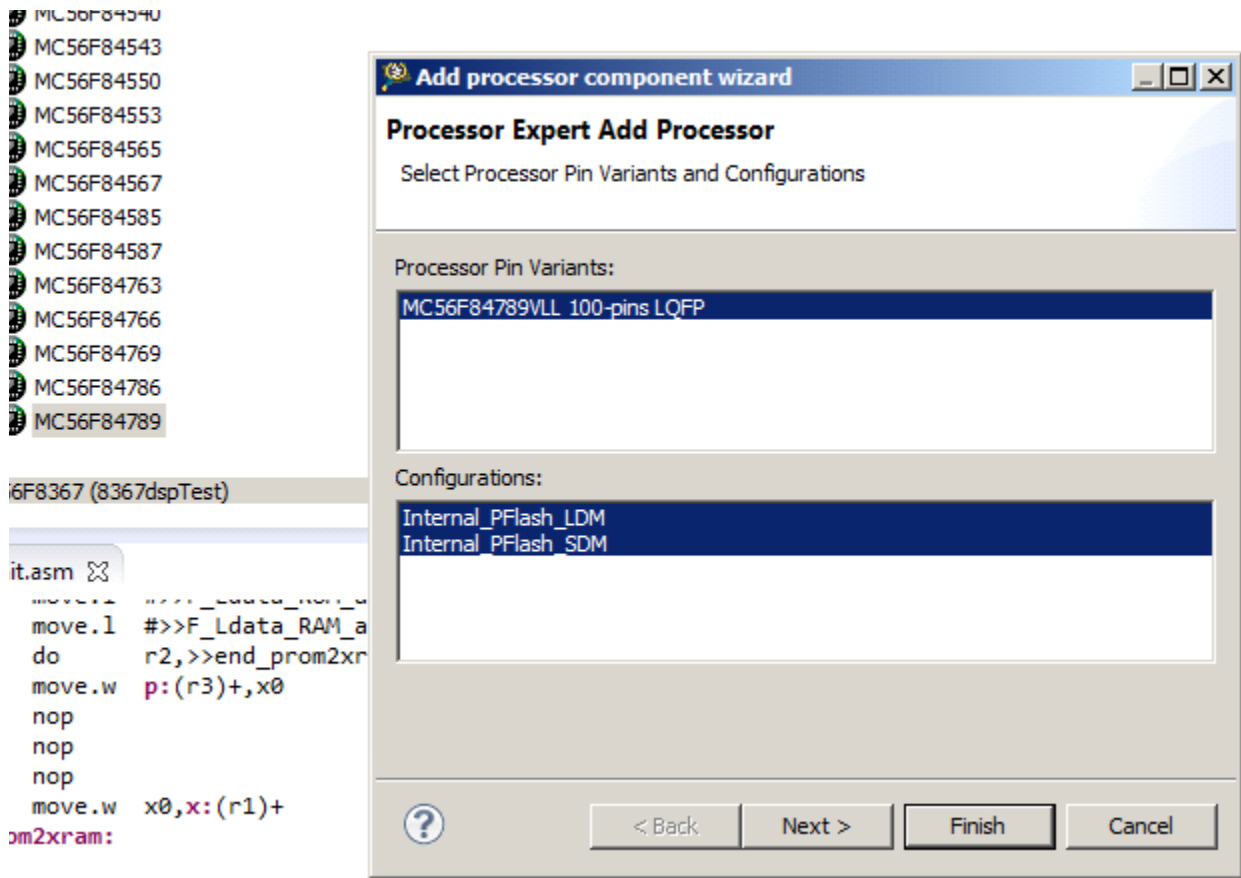 MC56F84540
MC56F84543
MC56F84550
MC56F84553
MC56F84565
MC56F84567
MC56F84585
MC56F84587
MC56F84763
MC56F84766
MC56F84769
MC56F84786
MC56F84789
6F8367 (8367dspTest)
it.asm
move.l #>>F_Ldata_RAM_a
do r2,>>end_prom2xr
move.w p:(r3)+,x0
nop
nop
nop
move.w x0,x:(r1)+
om2xram:
Add processor component wizard
Processor Expert Add Processor
Select Processor Pin Variants and Configurations
Processor Pin Variants:
MC56F84789VLL 100-pins LQFP
Configurations:
Internal_PFlash_LDM
Internal_PFlash_SDM
< Back
Next >
Finish
Cancel